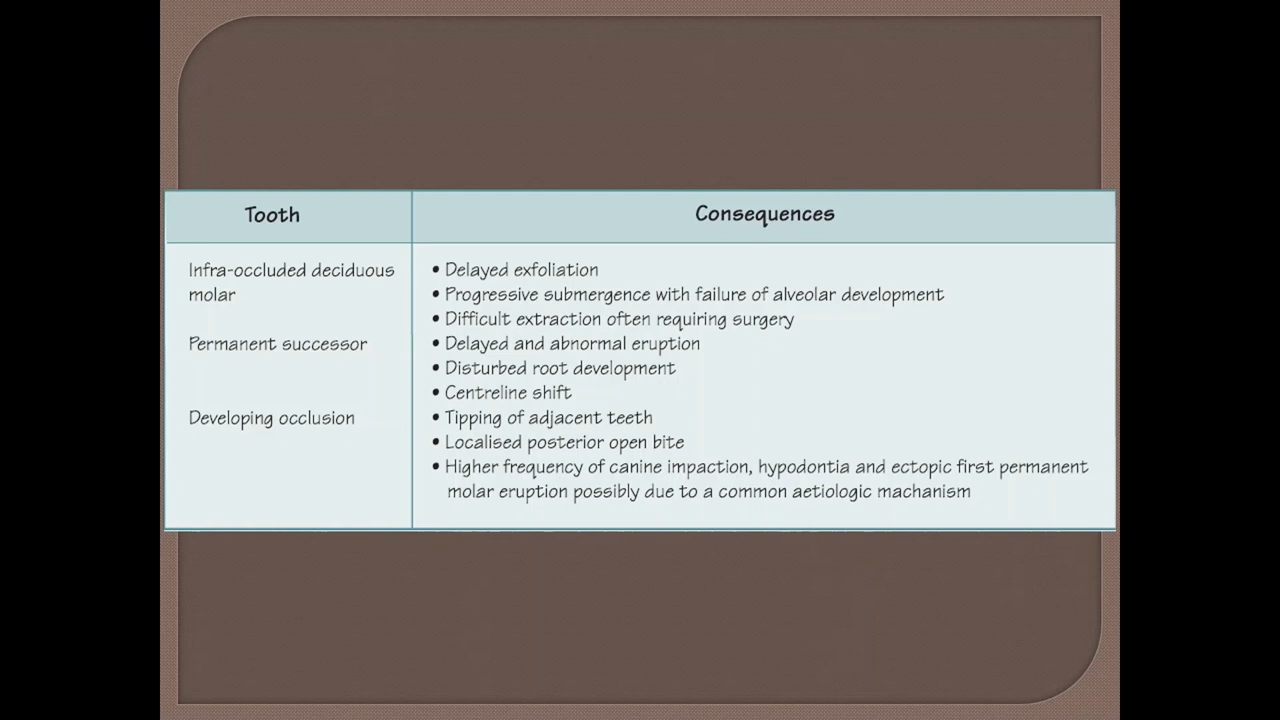 Tooth
Consequences
Infra-occluded deciduous
molar
• Delayed exfoliation
• Progressive submergence with failure of alveolar development
• Difficult extraction often requiring surgery
Permanent successor
• Delayed and abnormal eruption
• Disturbed root development
• Centreline shift
Developing occlusion
• Tipping of adjacent teeth
• Localised posterior open bite
• Higher frequency of canine impaction, hypodontia and ectopic first permanent
molar eruption possibly due to a common aetiologic machanism